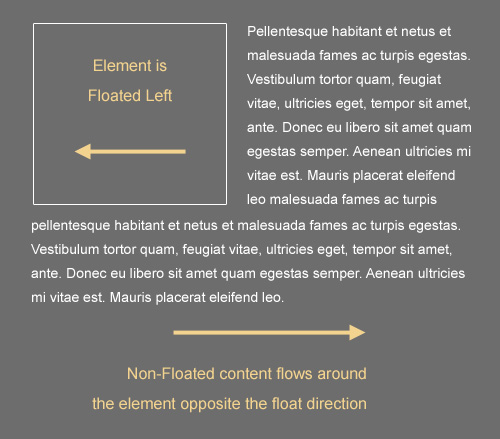 Element is
Floated Left
Pellentesque habitant et netus et
malesuada fames ac turpis egestas.
Vestibulum tortor quam, feugiat
vitae, ultricies eget, tempor sit amet,
ante. Donec eu libero sit amet quam
egestas semper. Aenean ultricies mi
vitae est. Mauris placerat eleifend
leo malesuada fames ac turpis
pellentesque habitant et netus et malesuada fames ac turpis egestas.
Vestibulum tortor quam, feugiat vitae, ultricies eget, tempor sit amet,
ante. Donec eu libero sit amet quam egestas semper. Aenean ultricies
mi vitae est. Mauris placerat eleifend leo.
Non-Floated content flows around
the element opposite the float direction